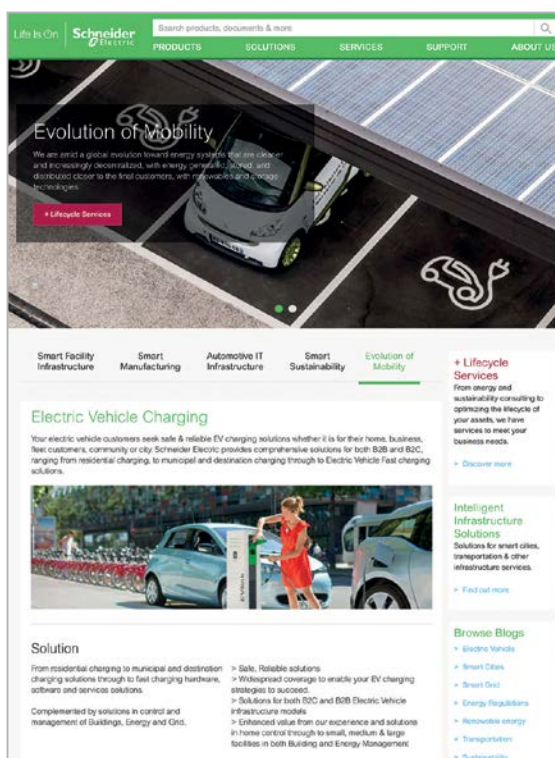 Life Is On
Schneider
Electric
Search products, documents & more
PRODUCTS
SOLUTIONS
SERVICES
SUPPORT
ABOUT US
Evolution of Mobility
We are amid a global evolution toward energy systems that are cleaner
and increasingly decentralized, with energy generated, stored, and
distributed closer to the final customers, with renewables and storage
technologies.
+ Lifecycle Services
Smart Facility
Infrastructure
Smart
Manufacturing
Automotive IT
Infrastructure
Smart
Sustainability
Evolution of
Mobility
Electric Vehicle Charging
Your electric vehicle customers seek safe & reliable EV charging solutions whether it is for their home, business,
fleet customers, community or city. Schneider Electric provides comprehensive solutions for both B2B and B2C,
ranging from residential charging, to municipal and destination charging through to Electric Vehicle Fast charging
solutions.
EVlink
Solution
From residential charging to municipal and destination
charging solutions through to fast charging hardware,
software and services solutions.
Complemented by solutions in control and
management of Buildings, Energy and Grid.
> Safe, Reliable solutions
> Widespread coverage to enable your EV charging
strategies to succeed.
> Solutions for both B2C and B2B Electric Vehicle
infrastructure models
> Enhanced value from our experience and solutions
in home control through to small, medium & large
facilities in both Building and Energy Management
+ Lifecycle
Services
From energy and
sustainability consulting to
optimizing the lifecycle of
your assets, we have
services to meet your
business needs.
> Discover more
Intelligent
Infrastructure
Solutions
Solutions for smart cities,
transportation & other
infrastructure services.
> Find out more
Browse Blogs
> Electric Vehicle
> Smart Cities
> Smart Grid
> Energy Regulations
> Renewable energy
> Transportation
> Sustainability